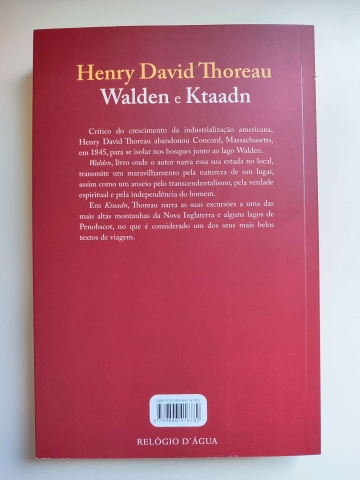 Henry David Thoreau
Walden e Ktaadn
Crítico do crescimento da industrialização americana,
Henry David Thoreau abandonou Concord, Massachusetts,
em 1845, para se isolar nos bosques junto ao lago Walden.
Walden, livro onde o autor narra essa sua estada no local,
transmite um maravilhamento pela natureza de um lugar,
assim como um anseio pelo transcendentalismo, pela verdade
espiritual e pela independência do homem.
Em Ktaadn, Thoreau narra as suas excursões a uma das
mais altas montanhas da Nova Inglaterra e alguns lagos de
Penobscot, no que é considerado um dos seus mais belos
textos de viagem.
RELÓGIO D'ÁGUA